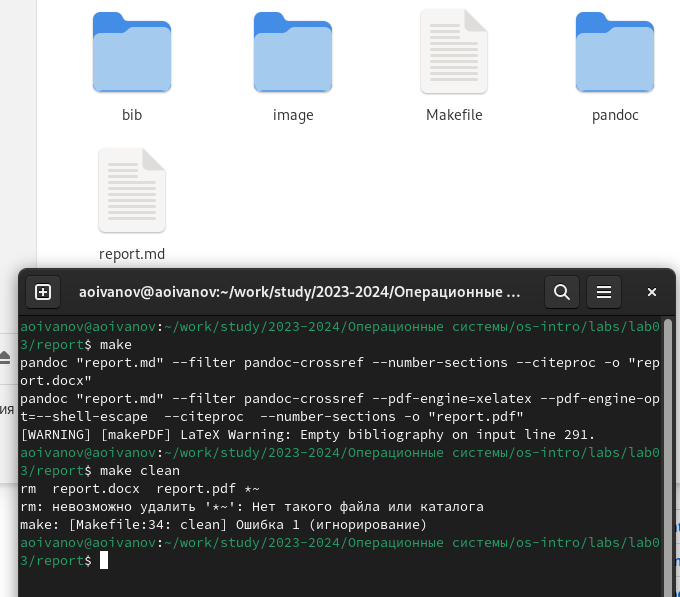 bib
image
Makefile
pandoc
report.md
aoivanov@aoivanov:~/work/study/2023-2024/Операционные ...
aoivanov@aoivanov:~/work/study/2023-2024/Операционные системы/os-intro/labs/lab0
3/report$ make
pandoc "report.md" --filter pandoc-crossref --number-sections --citeproc -o "rep
ort.docx"
pandoc "report.md" --filter pandoc-crossref --pdf-engine=xelatex --pdf-engine-op
t=--shell-escape  --citeproc  --number-sections -o "report.pdf"
[WARNING] [makePDF] LaTeX Warning: Empty bibliography on input line 291.
aoivanov@aoivanov:~/work/study/2023-2024/Операционные системы/os-intro/labs/lab0
3/report$ make clean
rm  report.docx  report.pdf *~
rm: невозможно удалить '*~': Нет такого файла или каталога
make: [Makefile:34: clean] Ошибка 1 (игнорирование)
aoivanov@aoivanov:~/work/study/2023-2024/Операционные системы/os-intro/labs/lab0
3/report$